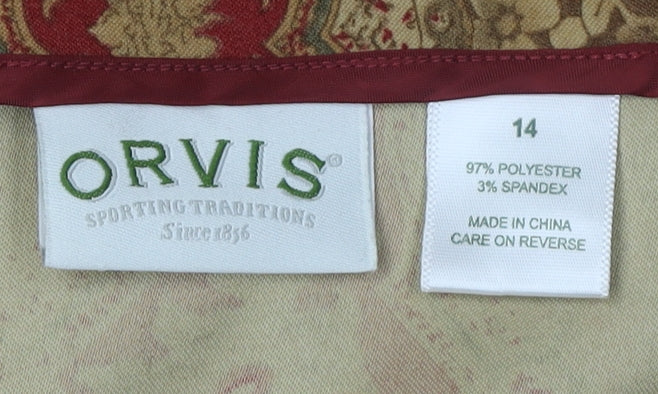 ORVIS®
SPORTING TRADITIONS
Since 1856
14
97% POLYESTER
3% SPANDEX
MADE IN CHINA
CARE ON REVERSE